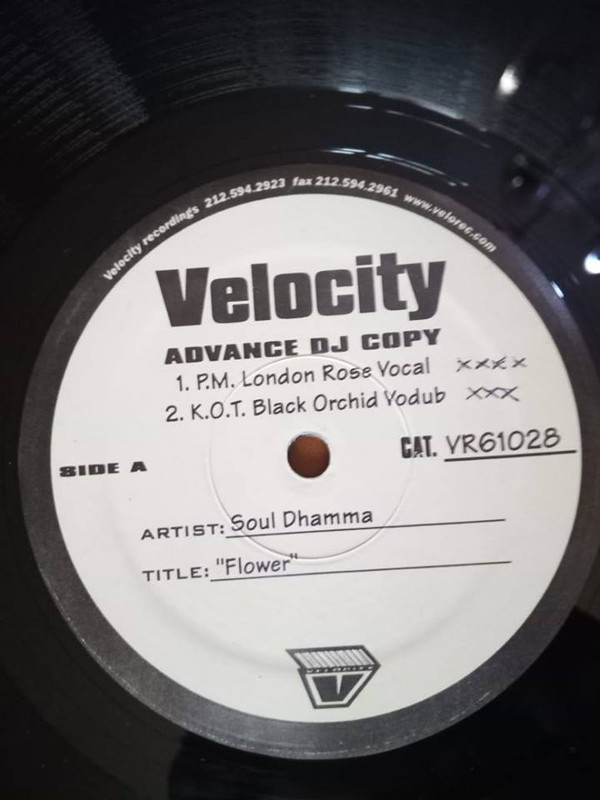 Velocity recordings 212.594.2923 fax 212.594.2961 www.velorec.com
Velocity
ADVANCE DJ COPY
1. P.M. London Rose Vocal xxxx
2. K.O.T. Black Orchid Vodub xxx
SIDE A
CAT. VR61028
ARTIST: Soul Dhamma
TITLE: "Flower"
VELOCITY
V